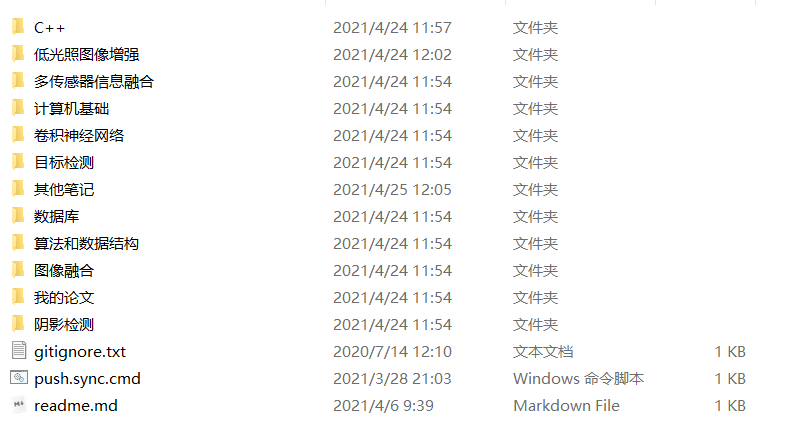 C++ 2021/4/24 11:57 文件夹
低光照图像增强 2021/4/24 12:02 文件夹
多传感器信息融合 2021/4/24 11:54 文件夹
计算机基础 2021/4/24 11:54 文件夹
卷积神经网络 2021/4/24 11:54 文件夹
目标检测 2021/4/24 11:54 文件夹
其他笔记 2021/4/25 12:05 文件夹
数据库 2021/4/24 11:54 文件夹
算法和数据结构 2021/4/24 11:54 文件夹
图像融合 2021/4/24 11:54 文件夹
我的论文 2021/4/24 11:54 文件夹
阴影检测 2021/4/24 11:54 文件夹
gitignore.txt 2020/7/14 12:10 文本文档 1 KB
push.sync.cmd 2021/3/28 21:03 Windows 命令脚本 1 KB
readme.md 2021/4/6 9:39 Markdown File 1 KB